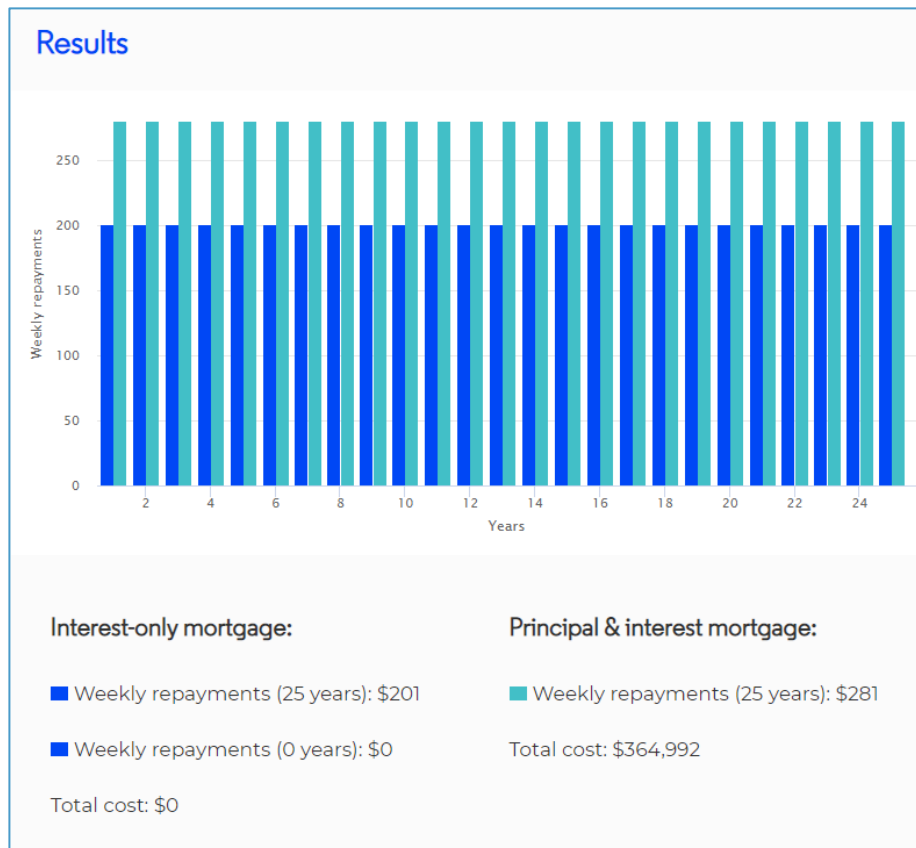 Results
250
200
150
100
50
0
Weekly repayments
2 4 6 8 10 12 14 16 18 20 22 24
Years
Interest-only mortgage:
Weekly repayments (25 years): $201
Weekly repayments (0 years): $0
Total cost: $0
Principal & interest mortgage:
Weekly repayments (25 years): $281
Total cost: $364,992